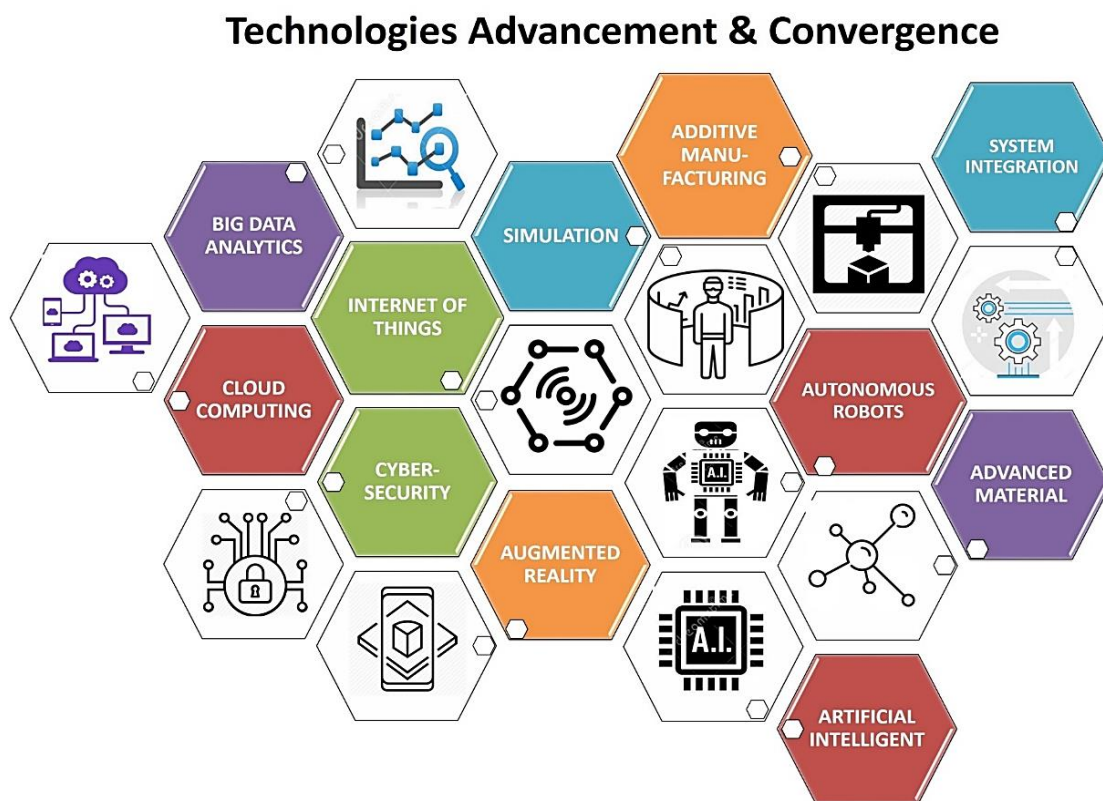 Technologies Advancement & Convergence
ADDITIVE
MANU-
FACTURING
SYSTEM
INTEGRATION
BIG DATA
ANALYTICS
SIMULATION
INTERNET OF
THINGS
CLOUD
COMPUTING
AUTONOMOUS
ROBOTS
CYBER-
SECURITY
A.I.
ADVANCED
MATERIAL
AUGMENTED
REALITY
A.I.
ARTIFICIAL
INTELLIGENT